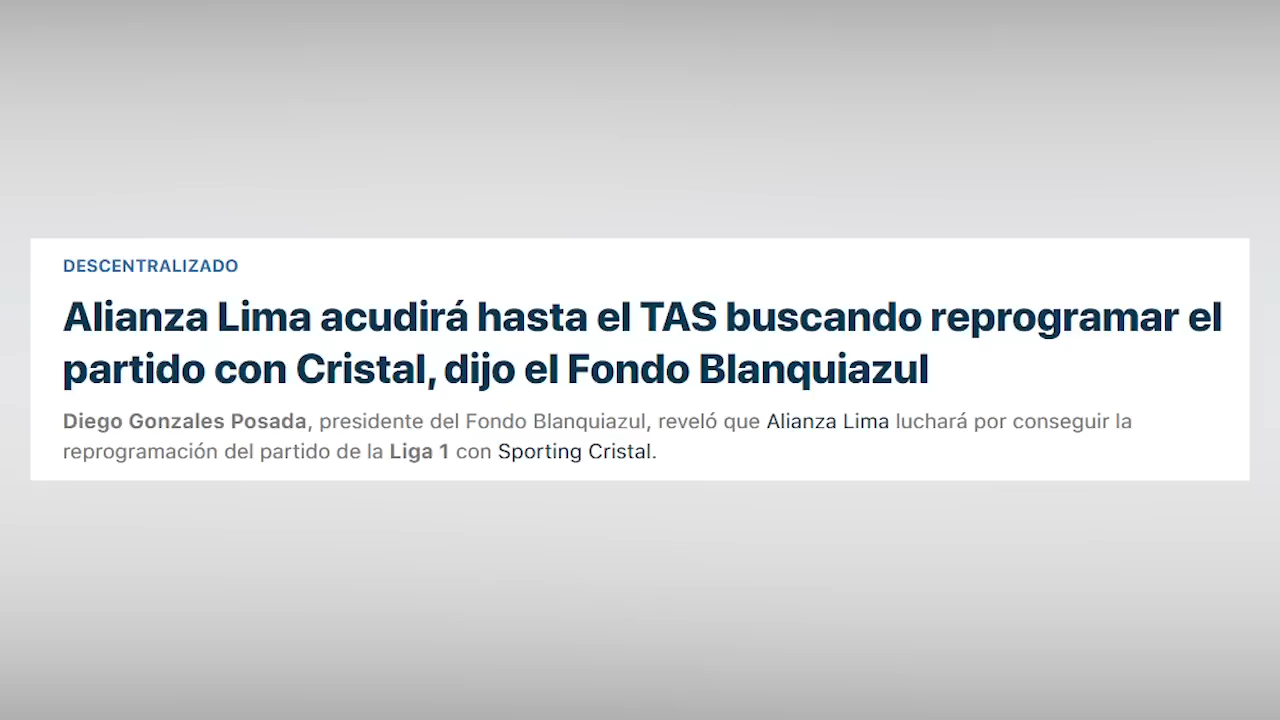 DESCENTRALIZADO
Alianza Lima acudirá hasta el TAS buscando reprogramar el
partido con Cristal, dijo el Fondo Blanquiazul
Diego Gonzales Posada, presidente del Fondo Blanquiazul, reveló que Alianza Lima luchará por conseguir la
reprogramación del partido de la Liga 1 con Sporting Cristal.